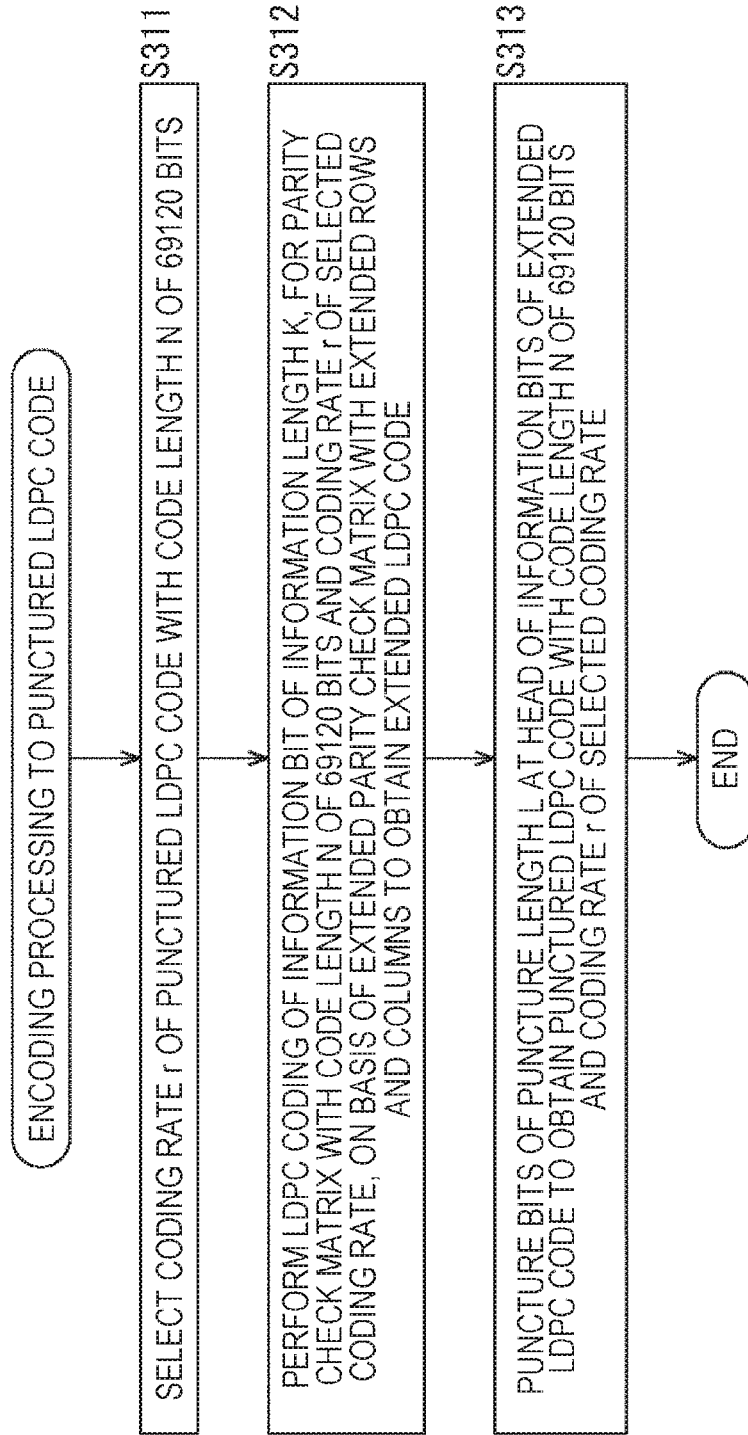 ENCODING PROCESSING TO PUNCTURED LDPC CODE
S311
SELECT CODING RATE r OF PUNCTURED LDPC CODE WITH CODE LENGTH N OF 69120 BITS
S312
PERFORM LDPC CODING OF INFORMATION BIT OF INFORMATION LENGTH K, FOR PARITY
CHECK MATRIX WITH CODE LENGTH N OF 69120 BITS AND CODING RATE r OF SELECTED
CODING RATE, ON BASIS OF EXTENDED PARITY CHECK MATRIX WITH EXTENDED ROWS
AND COLUMNS TO OBTAIN EXTENDED LDPC CODE
S313
PUNCTURE BITS OF PUNCTURE LENGTH L AT HEAD OF INFORMATION BITS OF EXTENDED
LDPC CODE TO OBTAIN PUNCTURED LDPC CODE WITH CODE LENGTH N OF 69120 BITS
AND CODING RATE r OF SELECTED CODING RATE
END